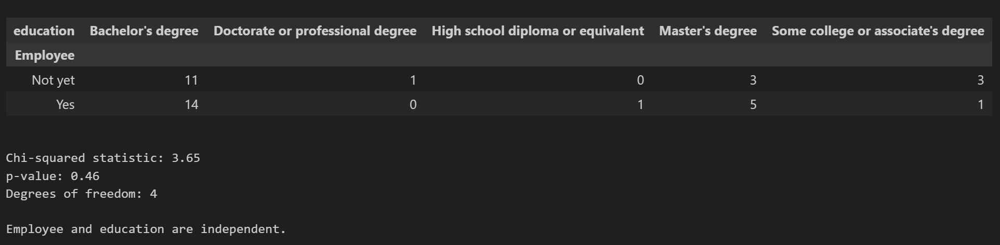 education Bachelor's degree Doctorate or professional degree High school diploma or equivalent Master's degree Some college or associate's degree
Employee
Not yet 11 1 0 3 3
Yes 14 0 1 5 1
Chi-squared statistic: 3.65
p-value: 0.46
Degrees of freedom: 4
Employee and education are independent.